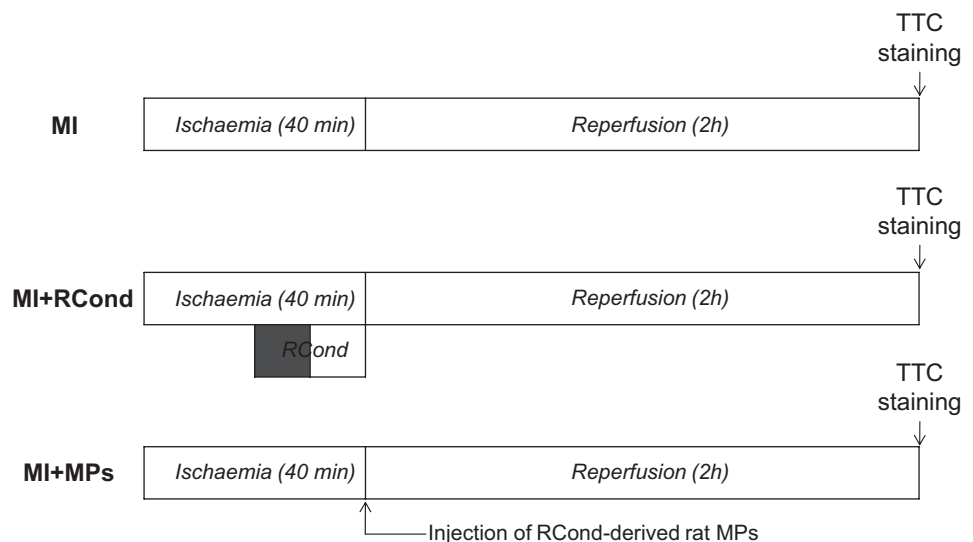 TTC
staining
MI
Ischaemia (40 min)
Reperfusion (2h)
TTC
staining
MI+RCond
Ischaemia (40 min)
Reperfusion (2h)
RCond
TTC
staining
MI+MPs
Ischaemia (40 min)
Reperfusion (2h)
Injection of RCond-derived rat MPs